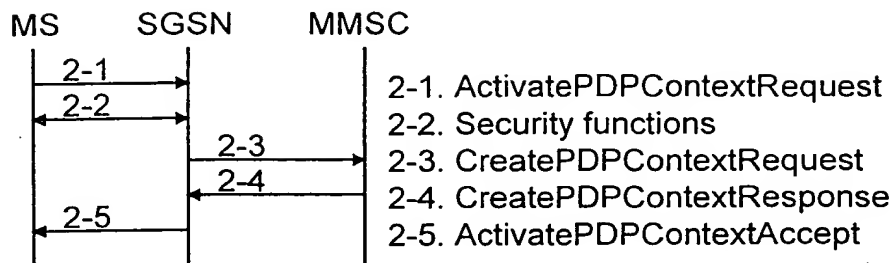 MS SGSN MMSC
2-1
2-2
2-3
2-4
2-5
2-1. ActivatePDPContextRequest
2-2. Security functions
2-3. CreatePDPContextRequest
2-4. CreatePDPContextResponse
2-5. ActivatePDPContextAccept